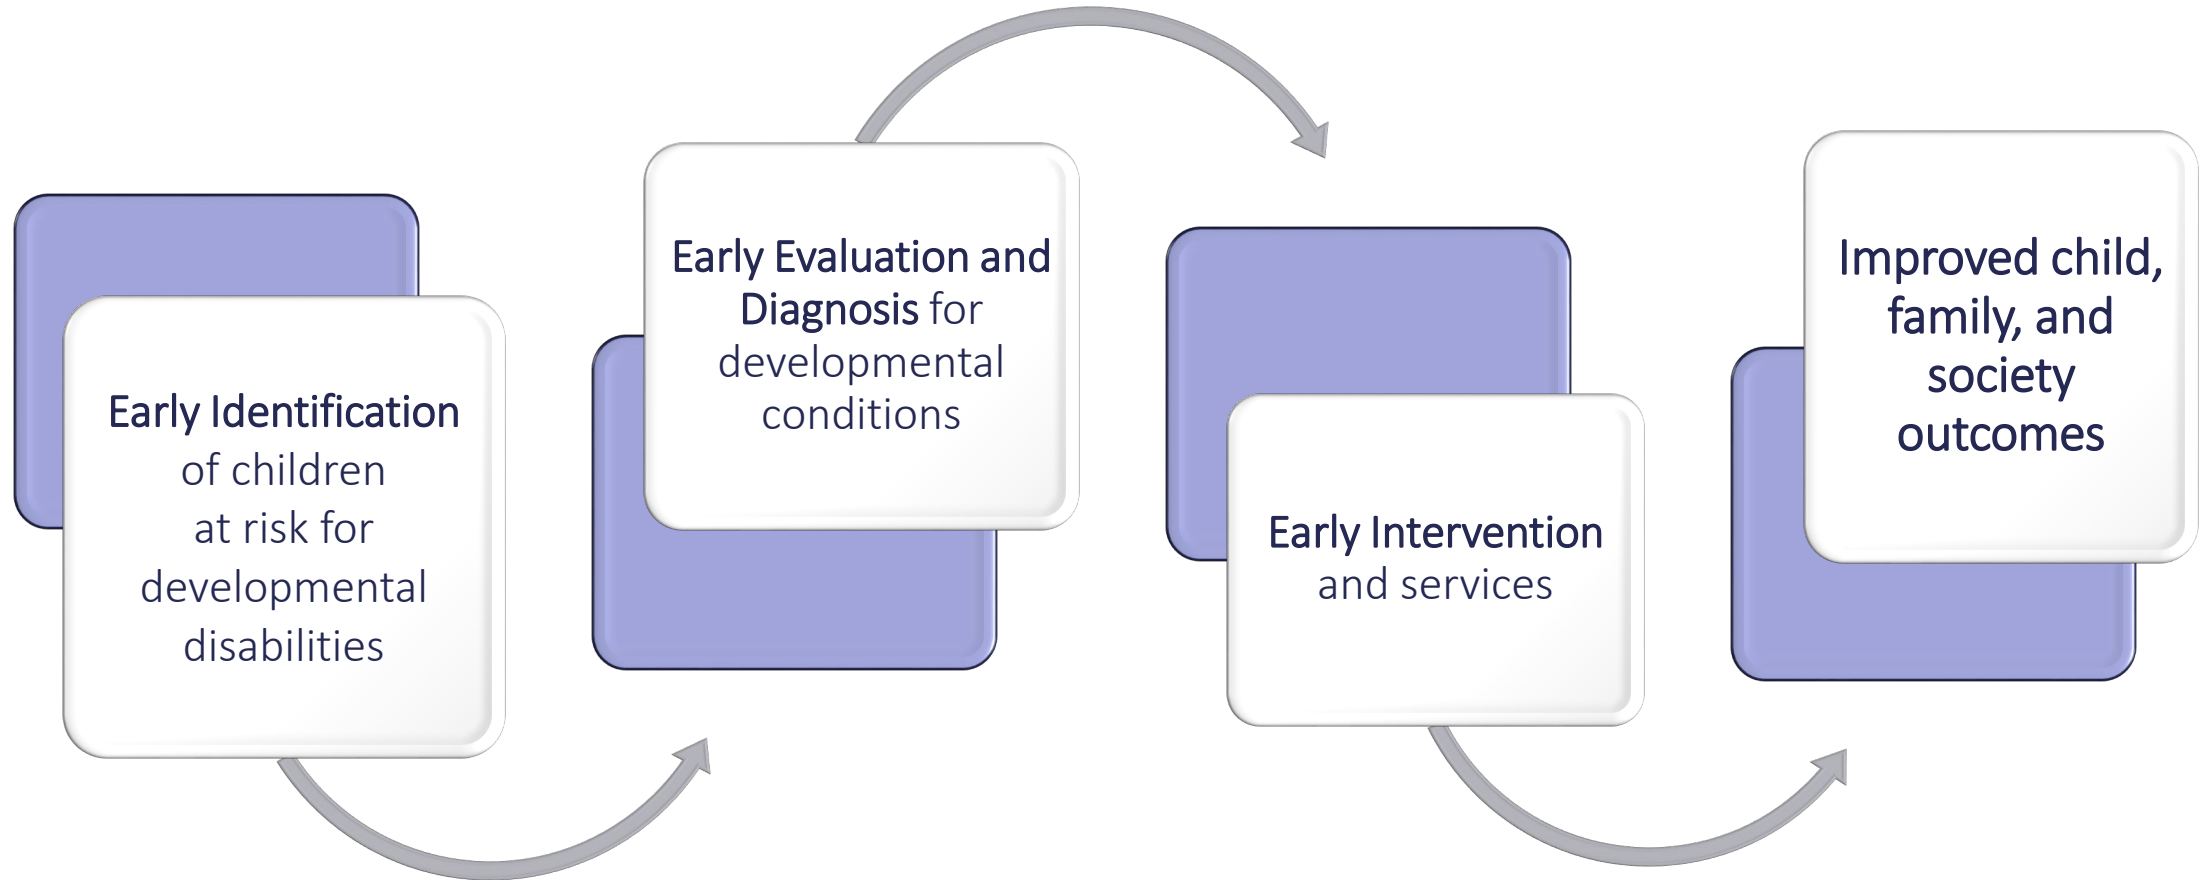 Early Identification
of children
at risk for
developmental
disabilities
Early Evaluation and
Diagnosis for
developmental
conditions
Early Intervention
and services
Improved child,
family, and
society
outcomes